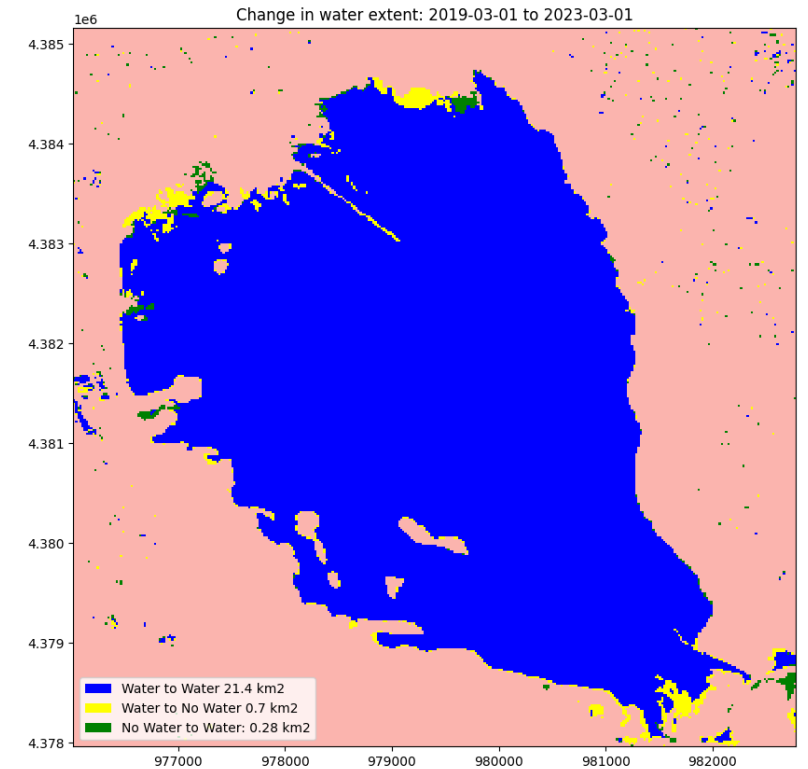 Change in water extent: 2019-03-01 to 2023-03-01
1e6
4.385
4.384
4.383
4.382
4.381
4.380
4.379
4.378
Water to Water 21.4 km2
Water to No Water 0.7 km2
No Water to Water: 0.28 km2
977000 978000 979000 980000 981000 982000